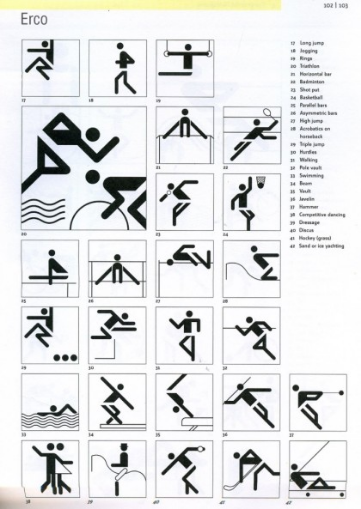 102 | 103
Erco
17 Long jump
18 Jogging
19 Rings
20 Triathlon
21 Horizontal bar
22 Badminton
23 Shot put
24 Basketball
25 Parallel bars
26 Asymmetric bars
27 High jump
28 Acrobatics on
horseback
29 Triple jump
30 Hurdles
31 Walking
32 Pole vault
33 Swimming
34 Beam
35 Vault
36 Javelin
37 Hammer
38 Competitive dancing
39 Dressage
40 Discus
41 Hockey (grass)
42 Sand or ice yachting
17 18 19
20 21 22
23 24
25 26 27 28
29 30 31 32
33 34 35 36 37
38 39 40 41 42